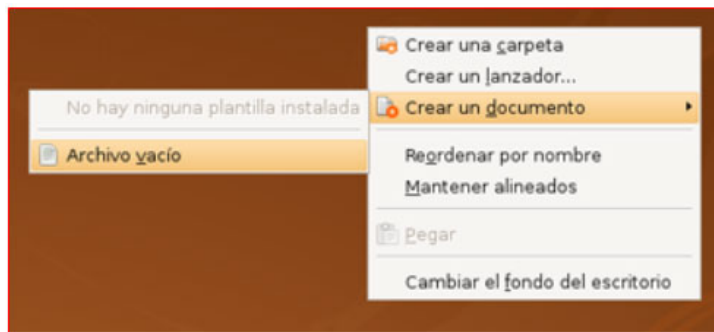 Crear una carpeta
Crear un lanzador...
No hay ninguna plantilla instalada
Crear un documento
Archivo vacío
Reordenar por nombre
Mantener alineados
Pegar
Cambiar el fondo del escritorio